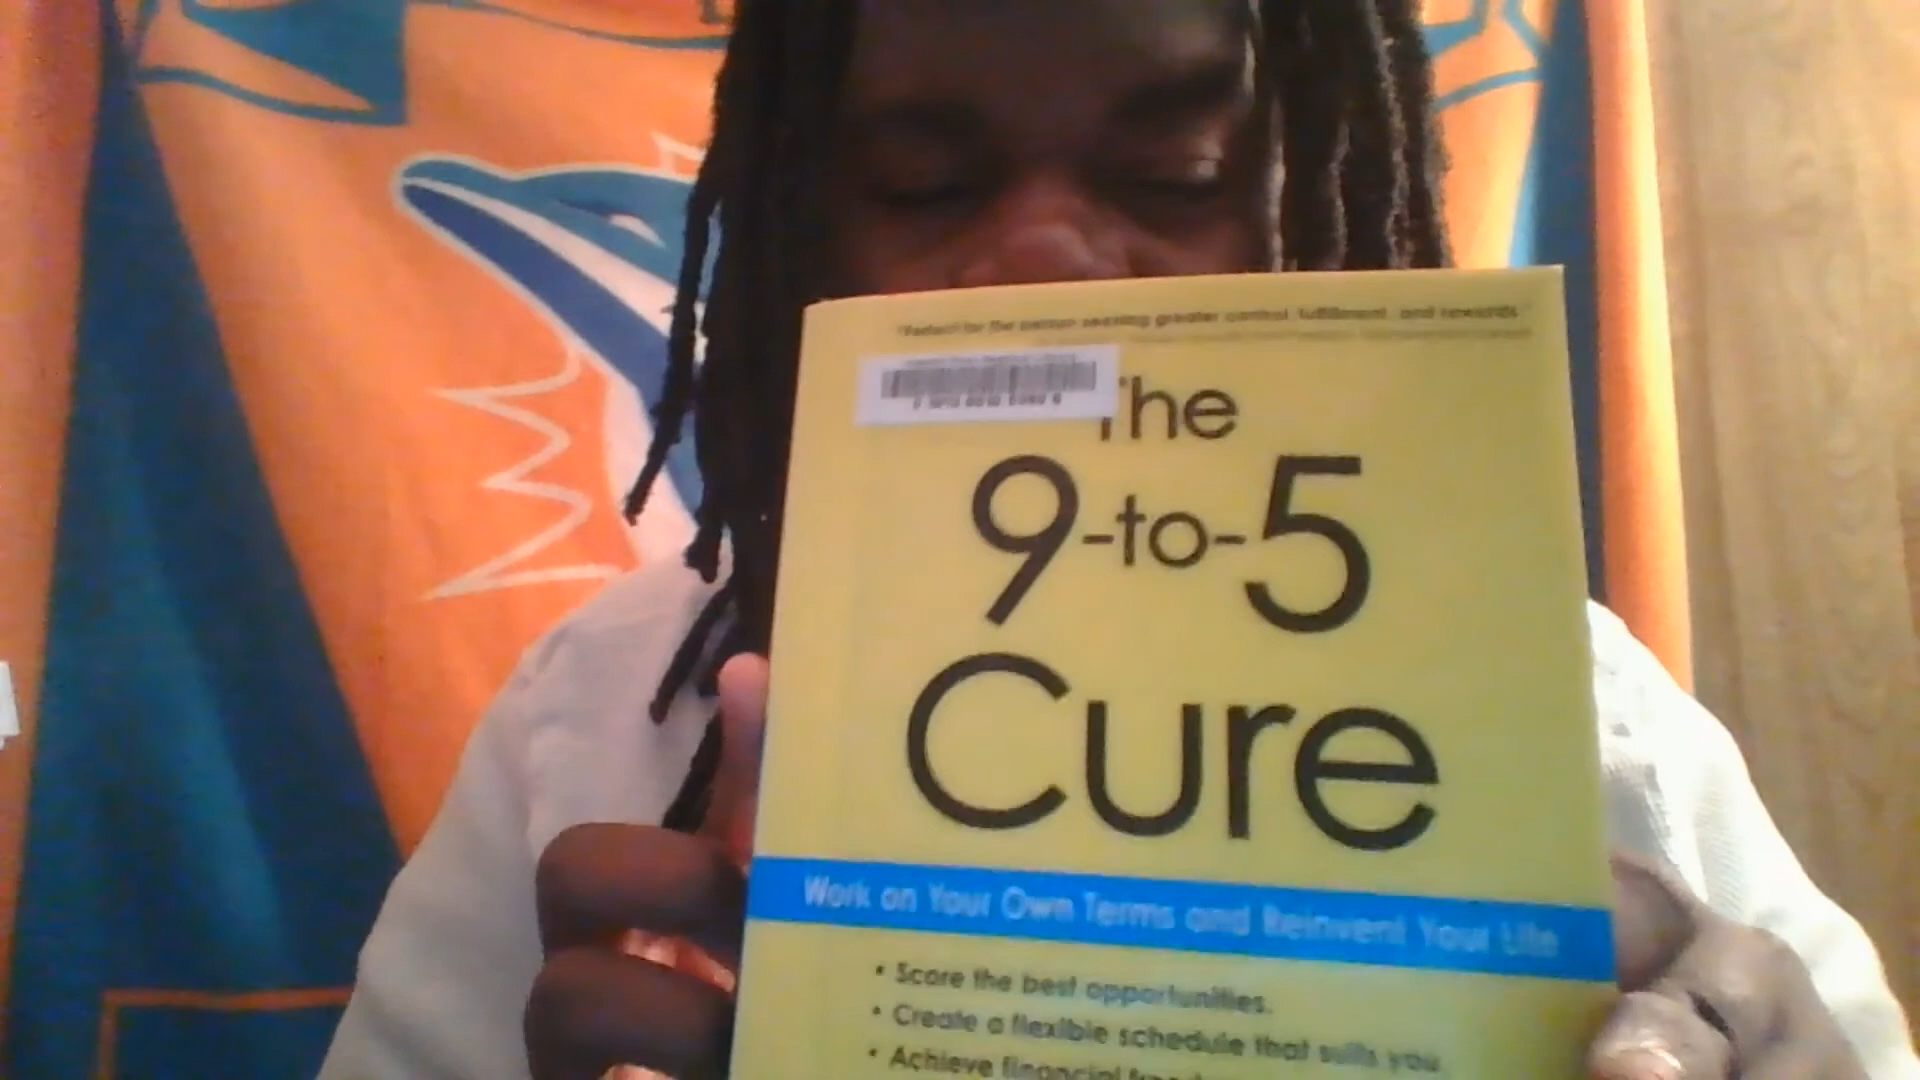 "Perfect for the person seeking greater control, fulfillment, and rewards."
The
9-to-5
Cure
Work on Your Own Terms and Reinvent Your Life
• Score the best opportunities.
• Create a flexible schedule that suits you.
• Achieve financial